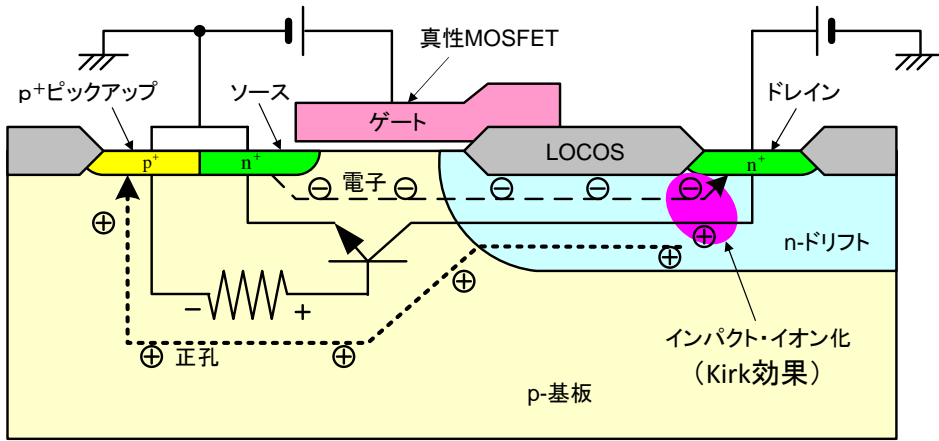 真性MOSFET
p+ピックアップ
ソース
ドレイン
ゲート
p+
n+
LOCOS
n+
電子
n-ドリフト
− +
インパクト・イオン化
（Kirk効果）
正孔
p-基板